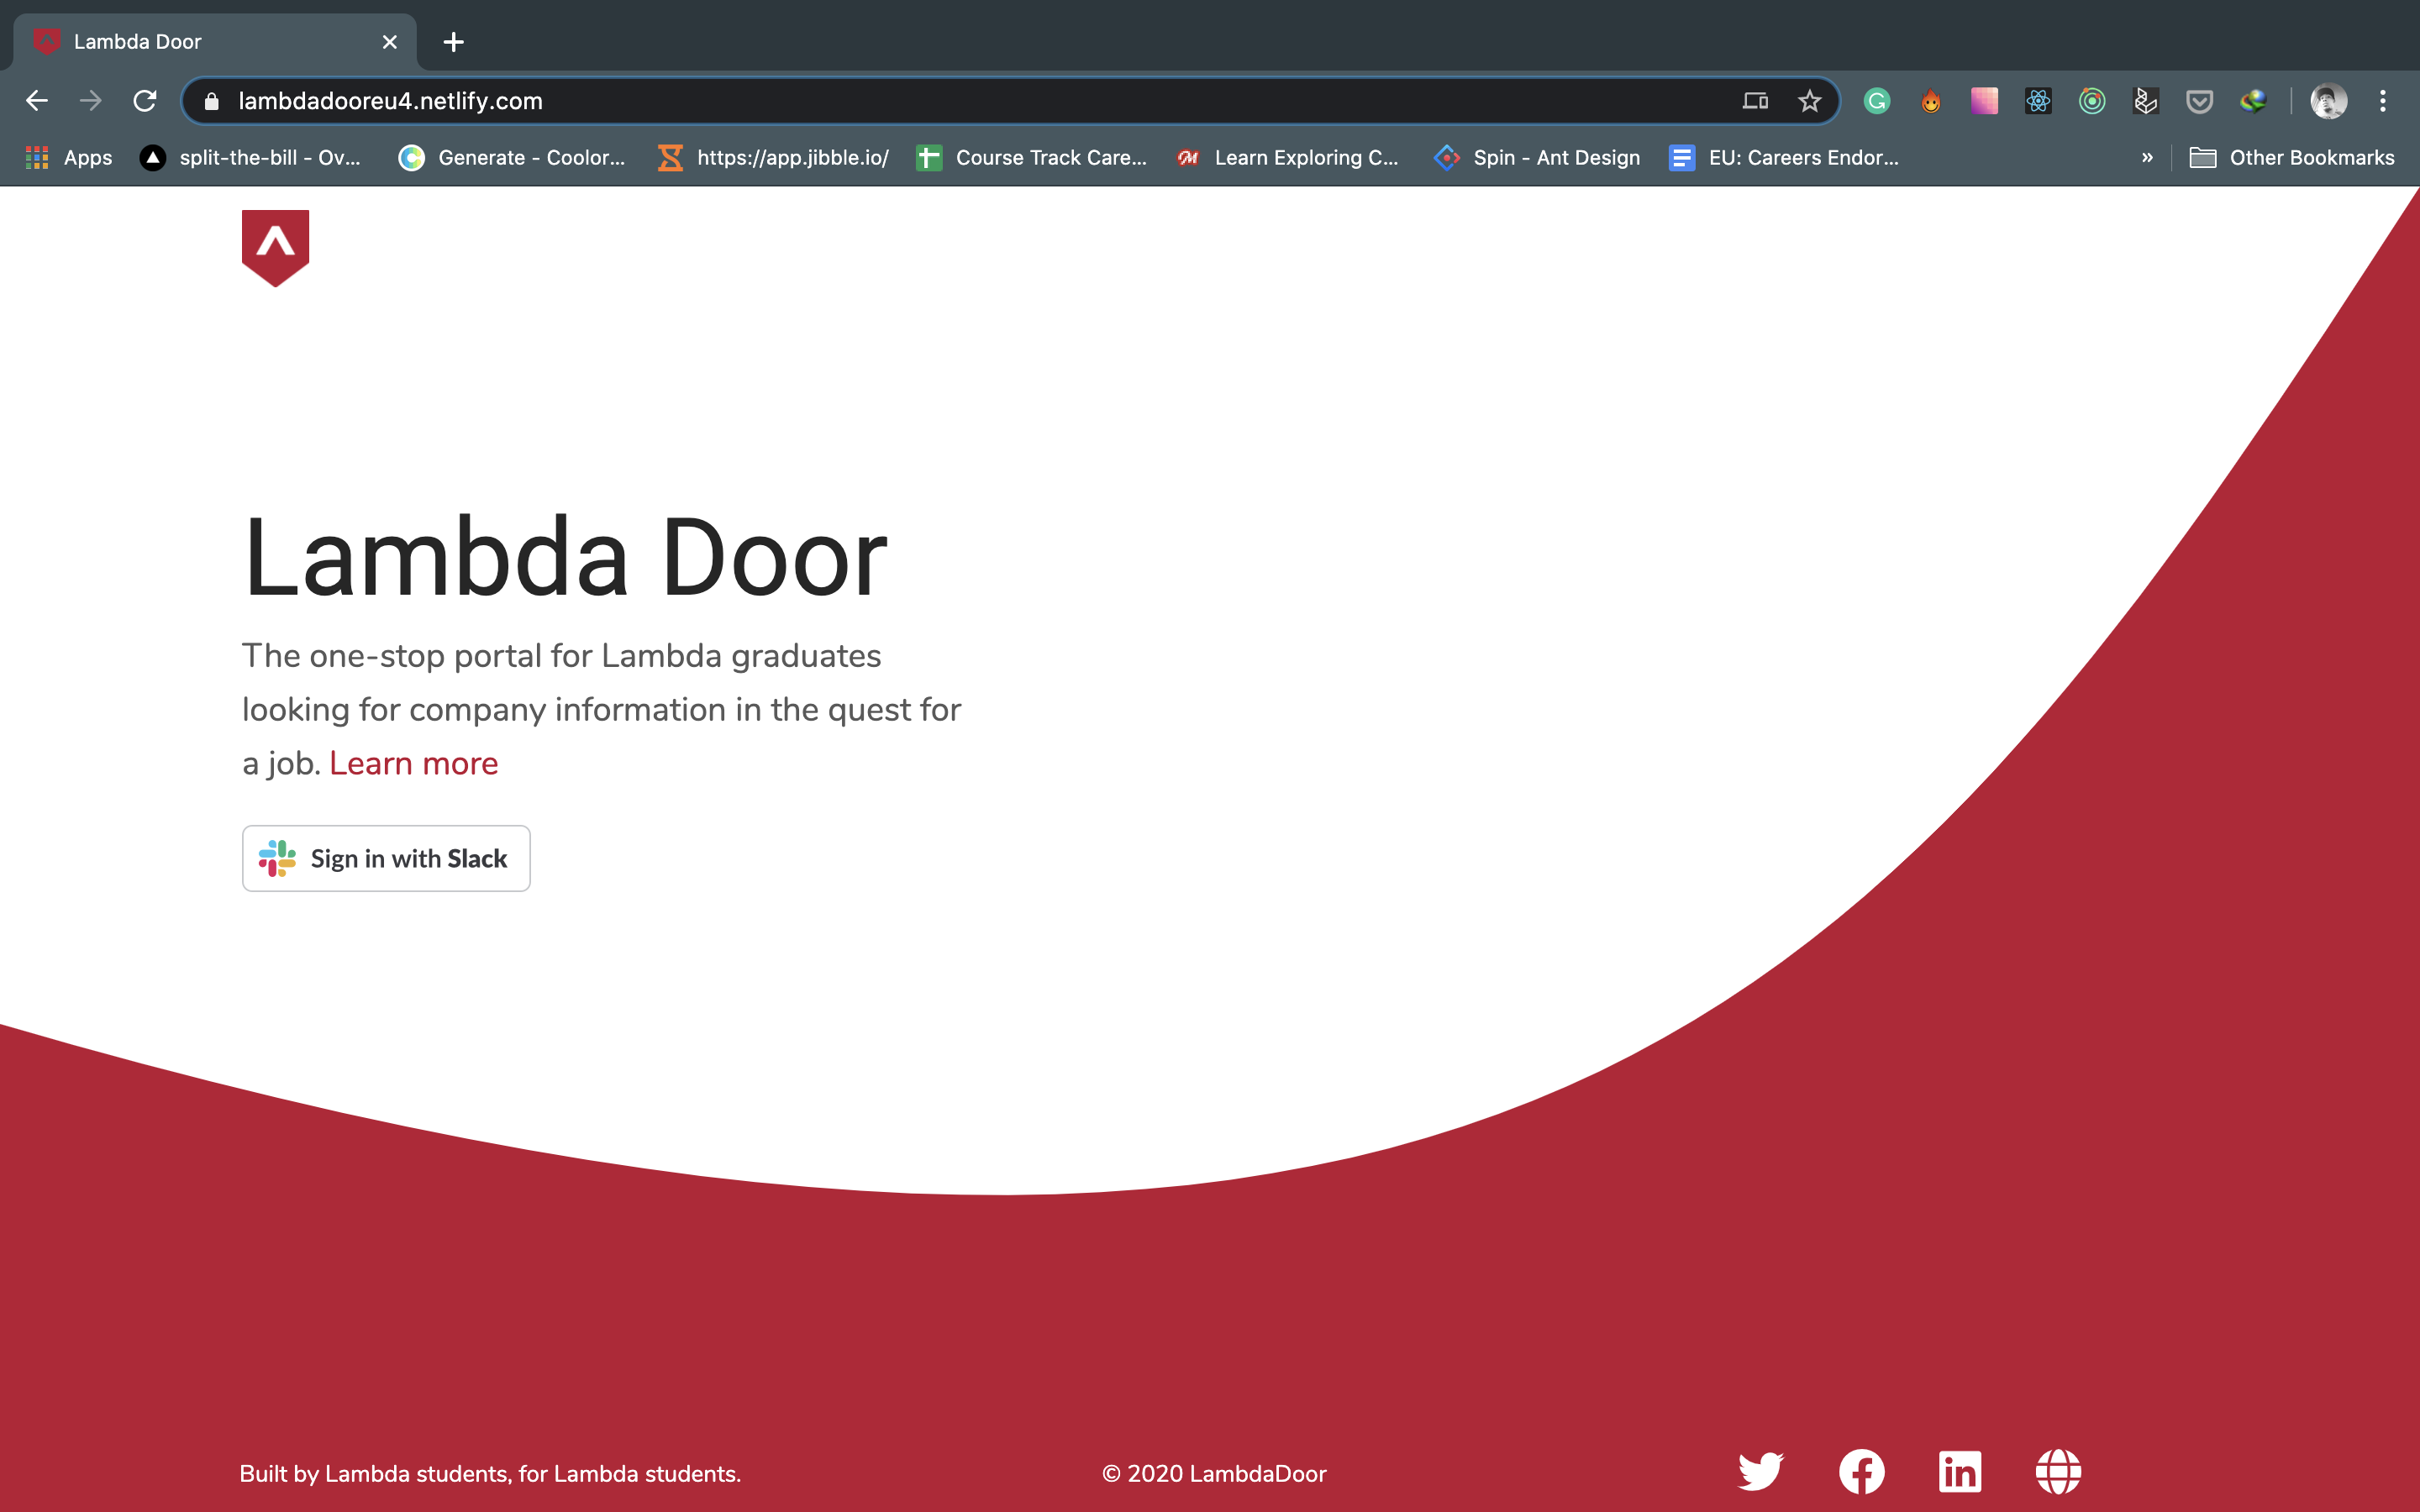 Lambda Door
lambdadooreu4.netlify.com
Apps
split-the-bill - Ov...
Generate - Coolor...
https://app.jibble.io/
Course Track Care...
Learn Exploring C...
Spin - Ant Design
EU: Careers Endor...
»
Other Bookmarks
Lambda Door
The one-stop portal for Lambda graduates
looking for company information in the quest for
a job. Learn more
Sign in with Slack
Built by Lambda students, for Lambda students.
© 2020 LambdaDoor